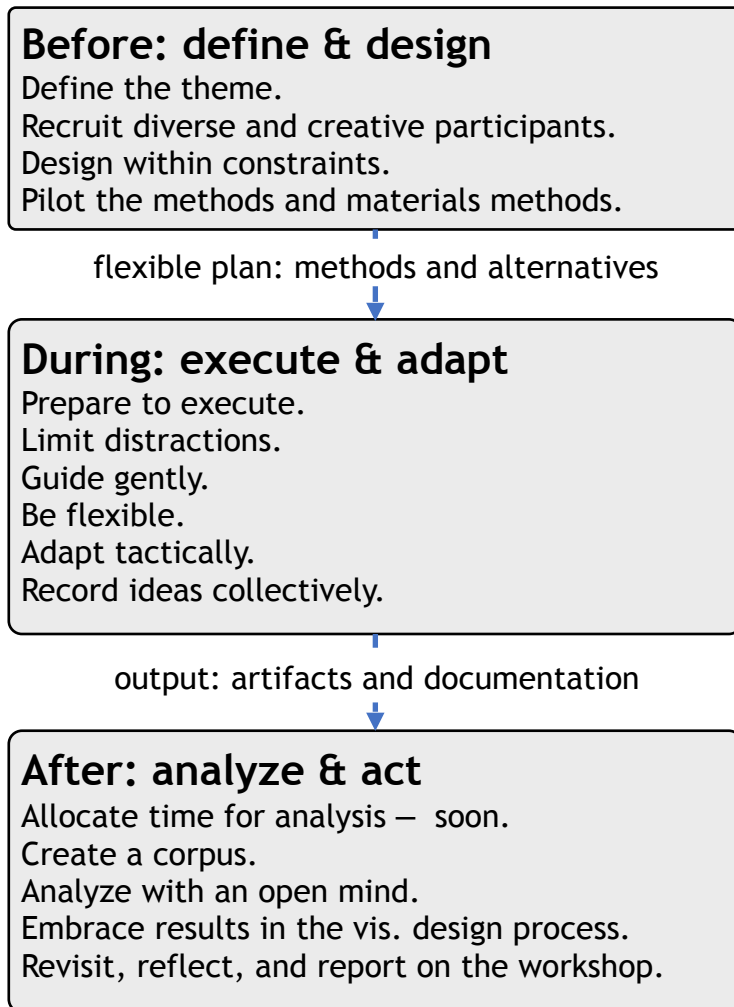 Before: define & design
Define the theme.
Recruit diverse and creative participants.
Design within constraints.
Pilot the methods and materials methods.
flexible plan: methods and alternatives
During: execute & adapt
Prepare to execute.
Limit distractions.
Guide gently.
Be flexible.
Adapt tactically.
Record ideas collectively.
output: artifacts and documentation
After: analyze & act
Allocate time for analysis — soon.
Create a corpus.
Analyze with an open mind.
Embrace results in the vis. design process.
Revisit, reflect, and report on the workshop.